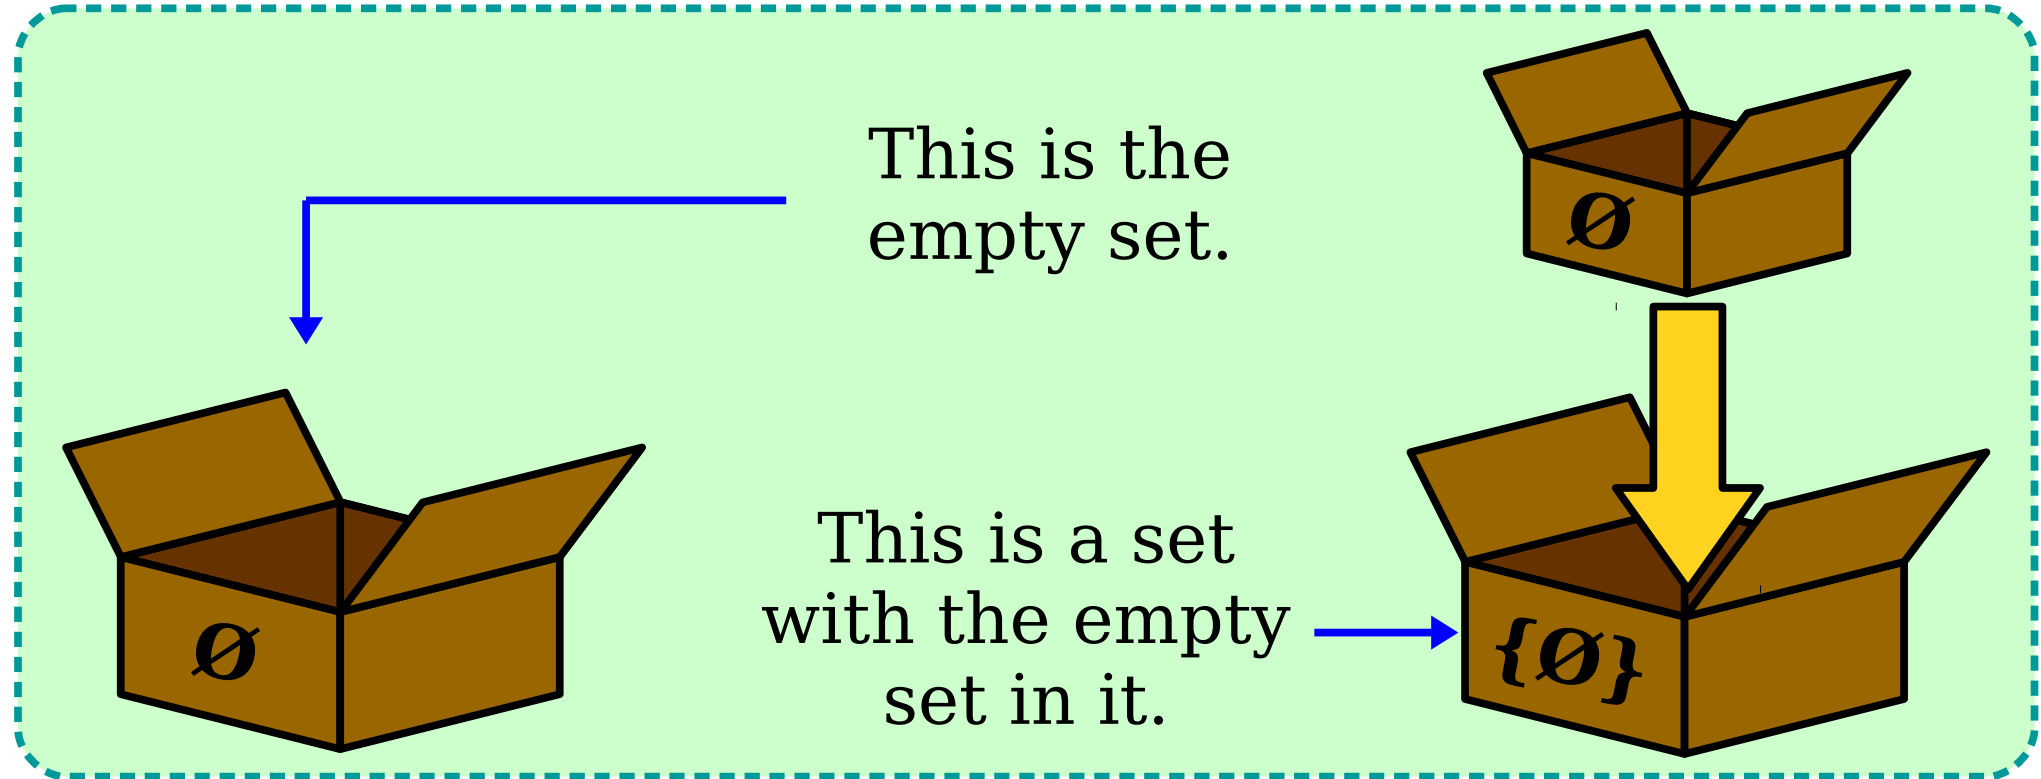 This is the
empty set.
Ø
Ø
This is a set
with the empty
set in it.
{Ø}